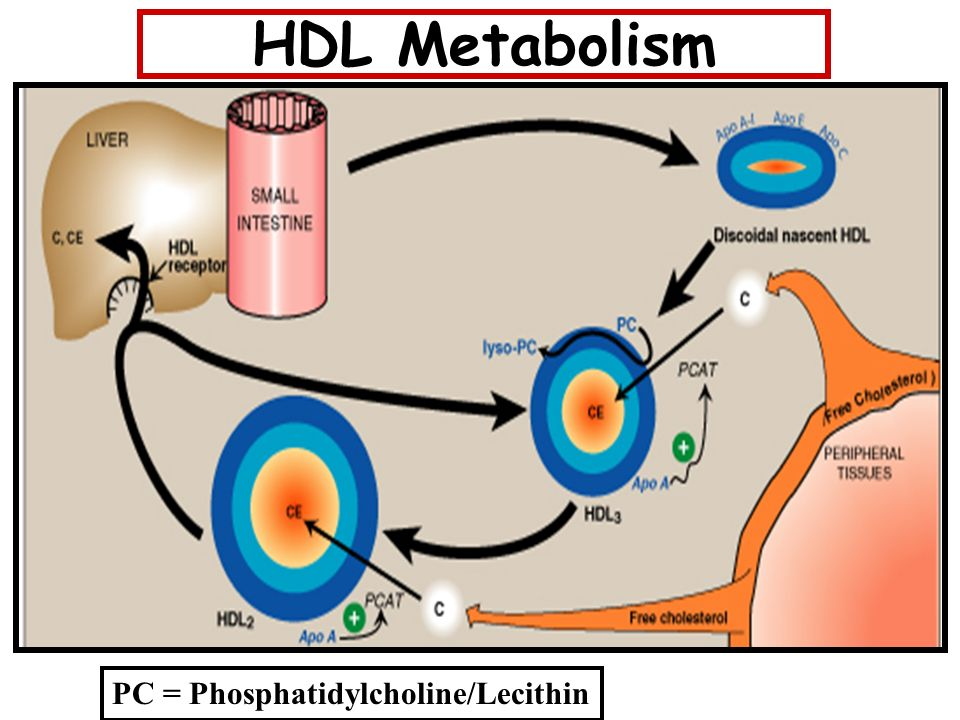 HDL Metabolism
LIVER
SMALL
INTESTINE
C, CE
HDL
receptor
Apo A-I
Apo E
Apo C
Discoidal nascent HDL
C
PC
lyso-PC
PCAT
CE
+
Apo A
HDL3
(Free Cholesterol )
PERIPHERAL
TISSUES
CE
HDL2
+
PCAT
Apo A
C
Free cholesterol
PC = Phosphatidylcholine/Lecithin